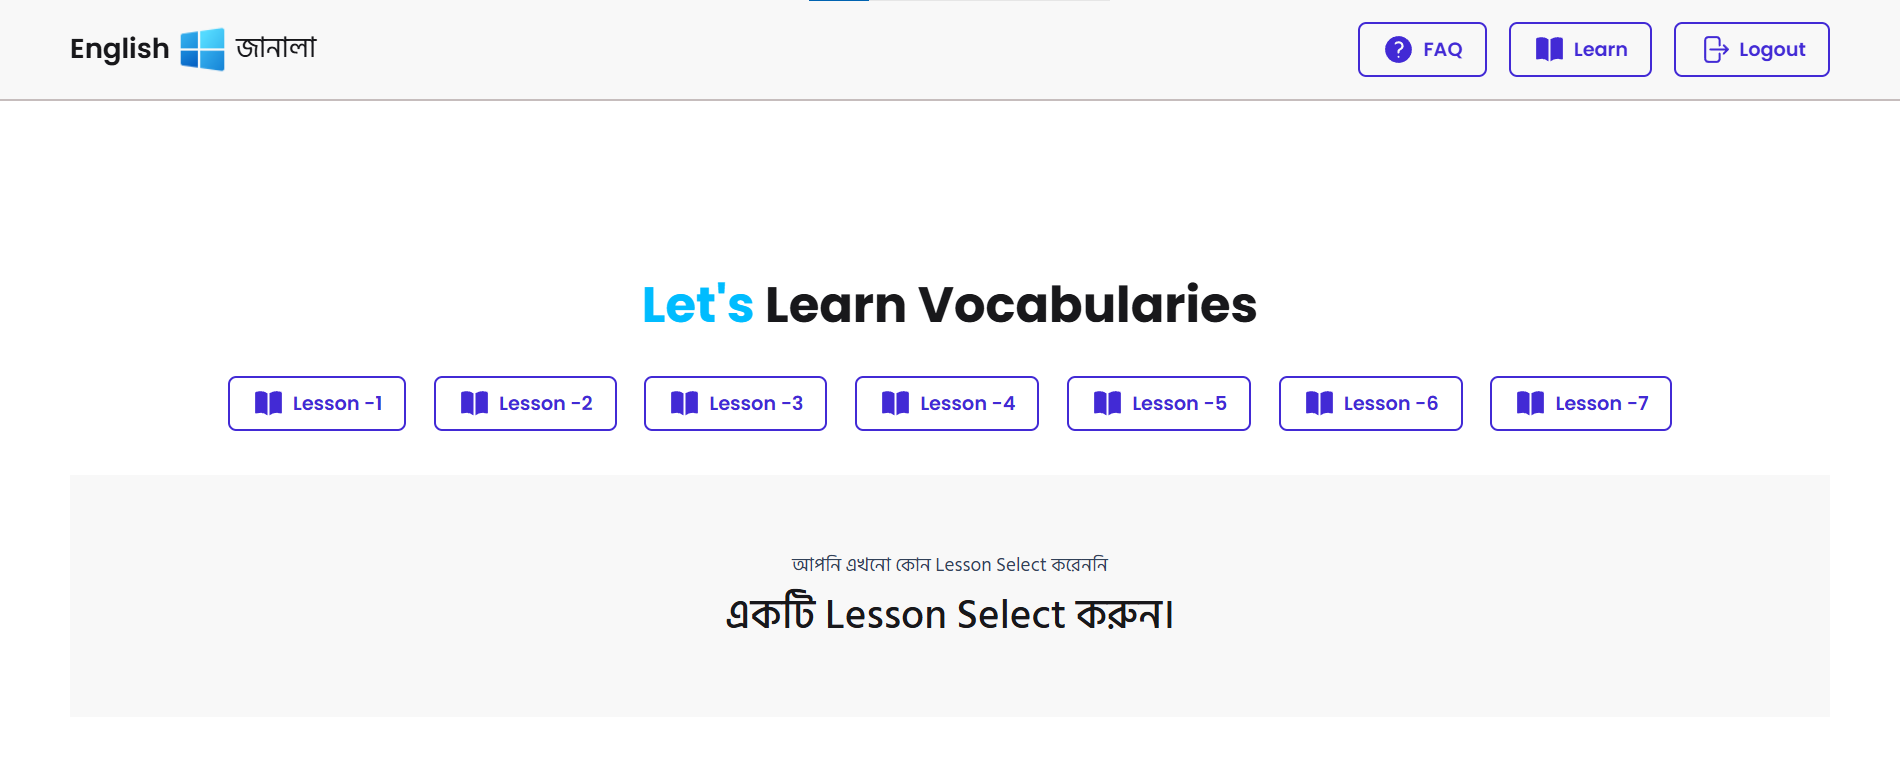 English জানালা
FAQ
Learn
Logout
Let's Learn Vocabularies
Lesson -1
Lesson -2
Lesson -3
Lesson -4
Lesson -5
Lesson -6
Lesson -7
আপনি এখনো কোন Lesson Select করেননি
একটি Lesson Select করুন।